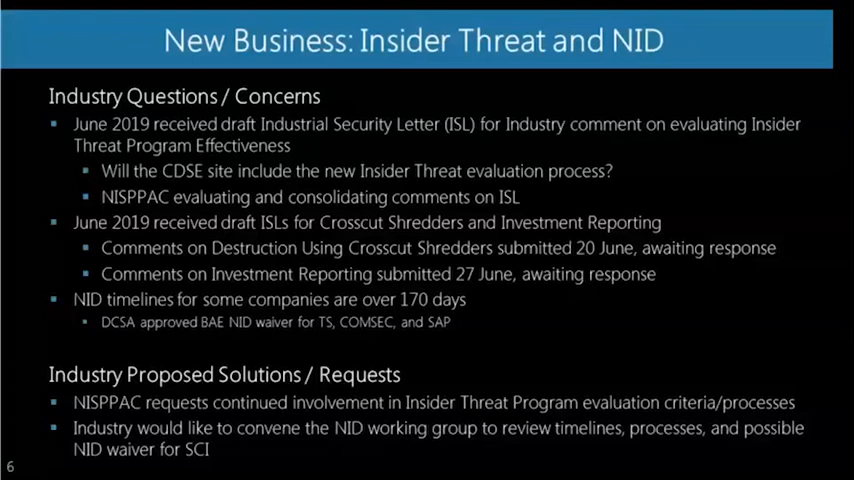 New Business: Insider Threat and NID
Industry Questions / Concerns
▪ June 2019 received draft Industrial Security Letter (ISL) for Industry comment on evaluating Insider
Threat Program Effectiveness
▪ Will the CDSE site include the new Insider Threat evaluation process?
▪ NISPPAC evaluating and consolidating comments on ISL
▪ June 2019 received draft ISLs for Crosscut Shredders and Investment Reporting
▪ Comments on Destruction Using Crosscut Shredders submitted 20 June, awaiting response
▪ Comments on Investment Reporting submitted 27 June, awaiting response
▪ NID timelines for some companies are over 170 days
▪ DCSA approved BAE NID waiver for TS, COMSEC, and SAP
Industry Proposed Solutions / Requests
▪ NISPPAC requests continued involvement in Insider Threat Program evaluation criteria/processes
▪ Industry would like to convene the NID working group to review timelines, processes, and possible
NID waiver for SCI
6